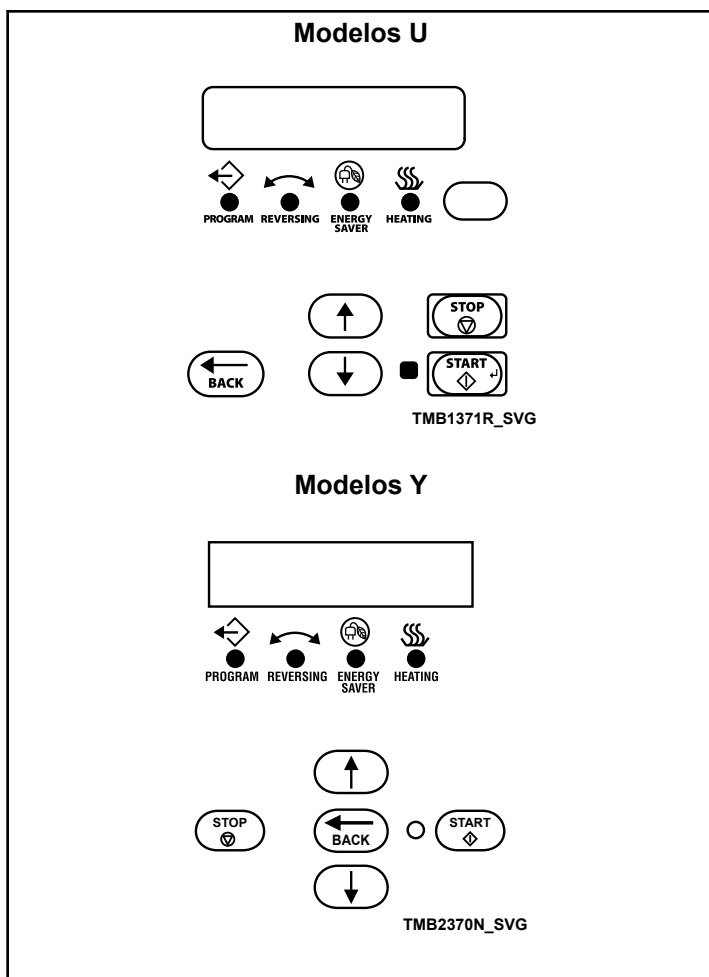 Modelos U
PROGRAM REVERSING ENERGY SAVER HEATING
STOP
BACK
START
TMB1371R_SVG
Modelos Y
PROGRAM REVERSING ENERGY SAVER HEATING
STOP
BACK
START
TMB2370N_SVG